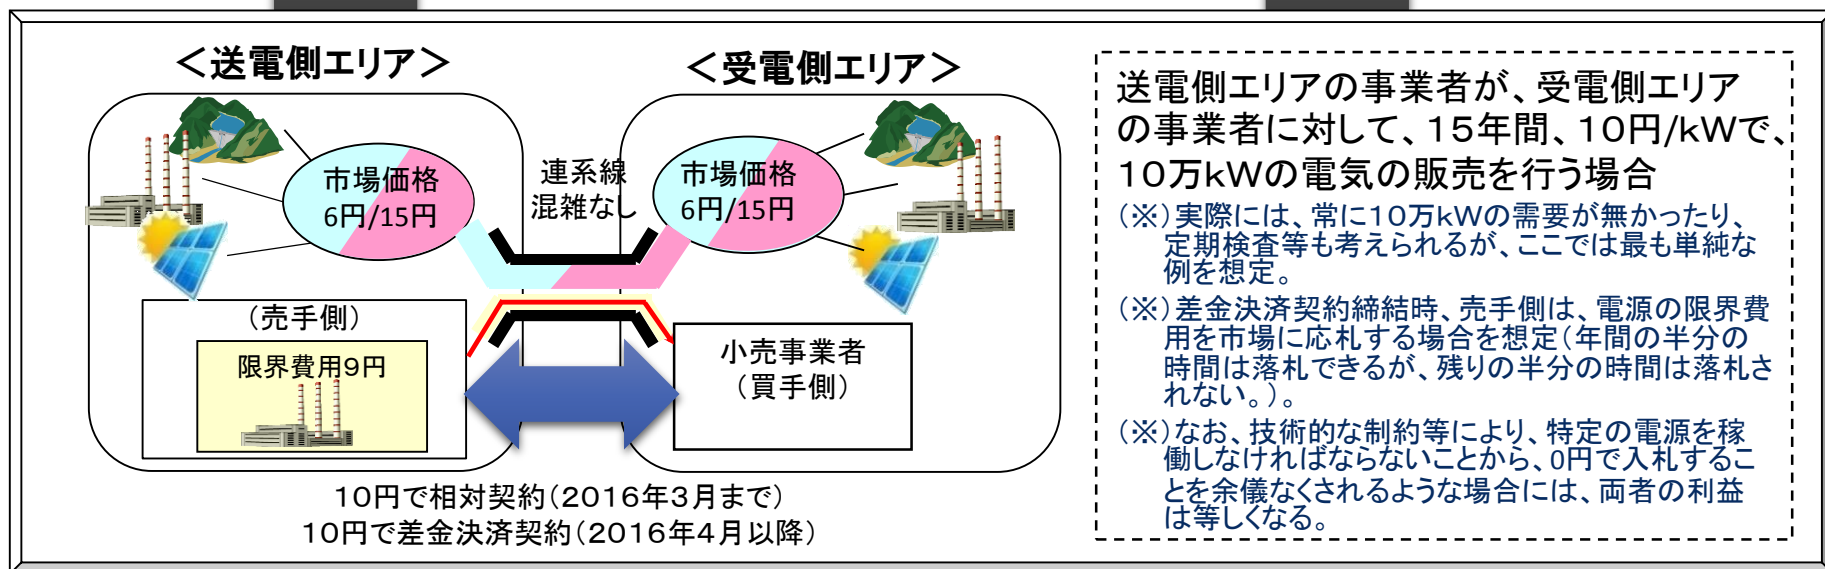 ＜送電側エリア＞
＜受電側エリア＞
市場価格
6円/15円
連系線
混雑なし
市場価格
6円/15円
（売手側）
限界費用9円
小売事業者
（買手側）
10円で相対契約（2016年3月まで）
10円で差金決済契約（2016年4月以降）
送電側エリアの事業者が、受電側エリア
の事業者に対して、15年間、10円/kWで、
10万kWの電気の販売を行う場合
（※）実際には、常に10万kWの需要が無かったり、
定期検査等も考えられるが、ここでは最も単純な
例を想定。
（※）差金決済契約締結時、売手側は、電源の限界費
用を市場に応札する場合を想定（年間の半分の
時間は落札できるが、残りの半分の時間は落札さ
れない。）。
（※）なお、技術的な制約等により、特定の電源を稼
働しなければならないことから、0円で入札するこ
とを余儀なくされるような場合には、両者の利益
は等しくなる。